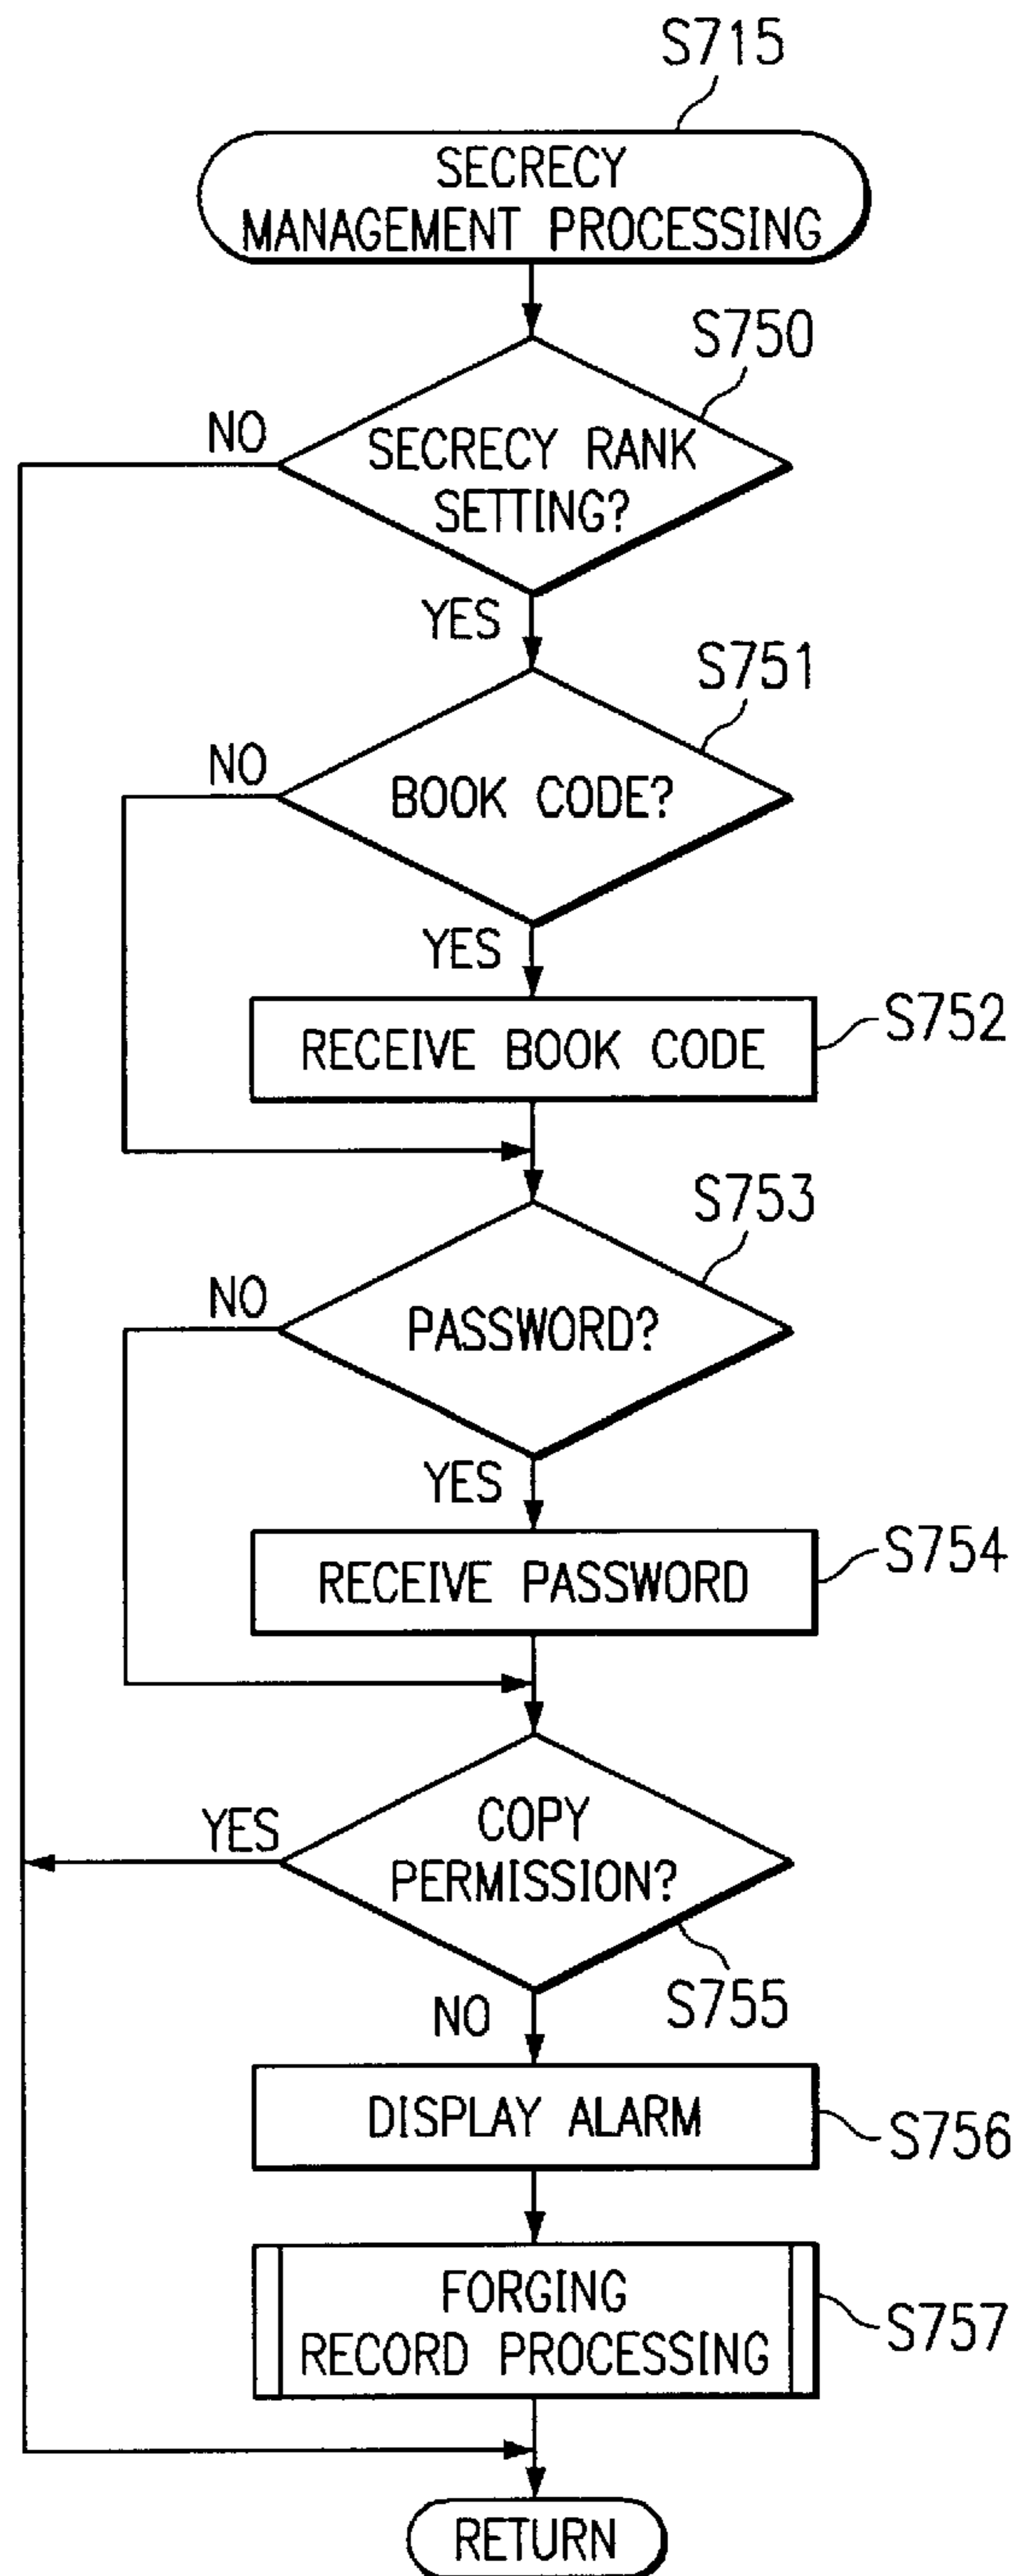 S715
SECRECY
MANAGEMENT PROCESSING
S750
NO
SECRECY RANK
SETTING?
YES
S751
NO
BOOK CODE?
YES
RECEIVE BOOK CODE
S752
S753
NO
PASSWORD?
YES
RECEIVE PASSWORD
S754
YES
COPY
PERMISSION?
NO
S755
DISPLAY ALARM
S756
FORGING
RECORD PROCESSING
S757
RETURN